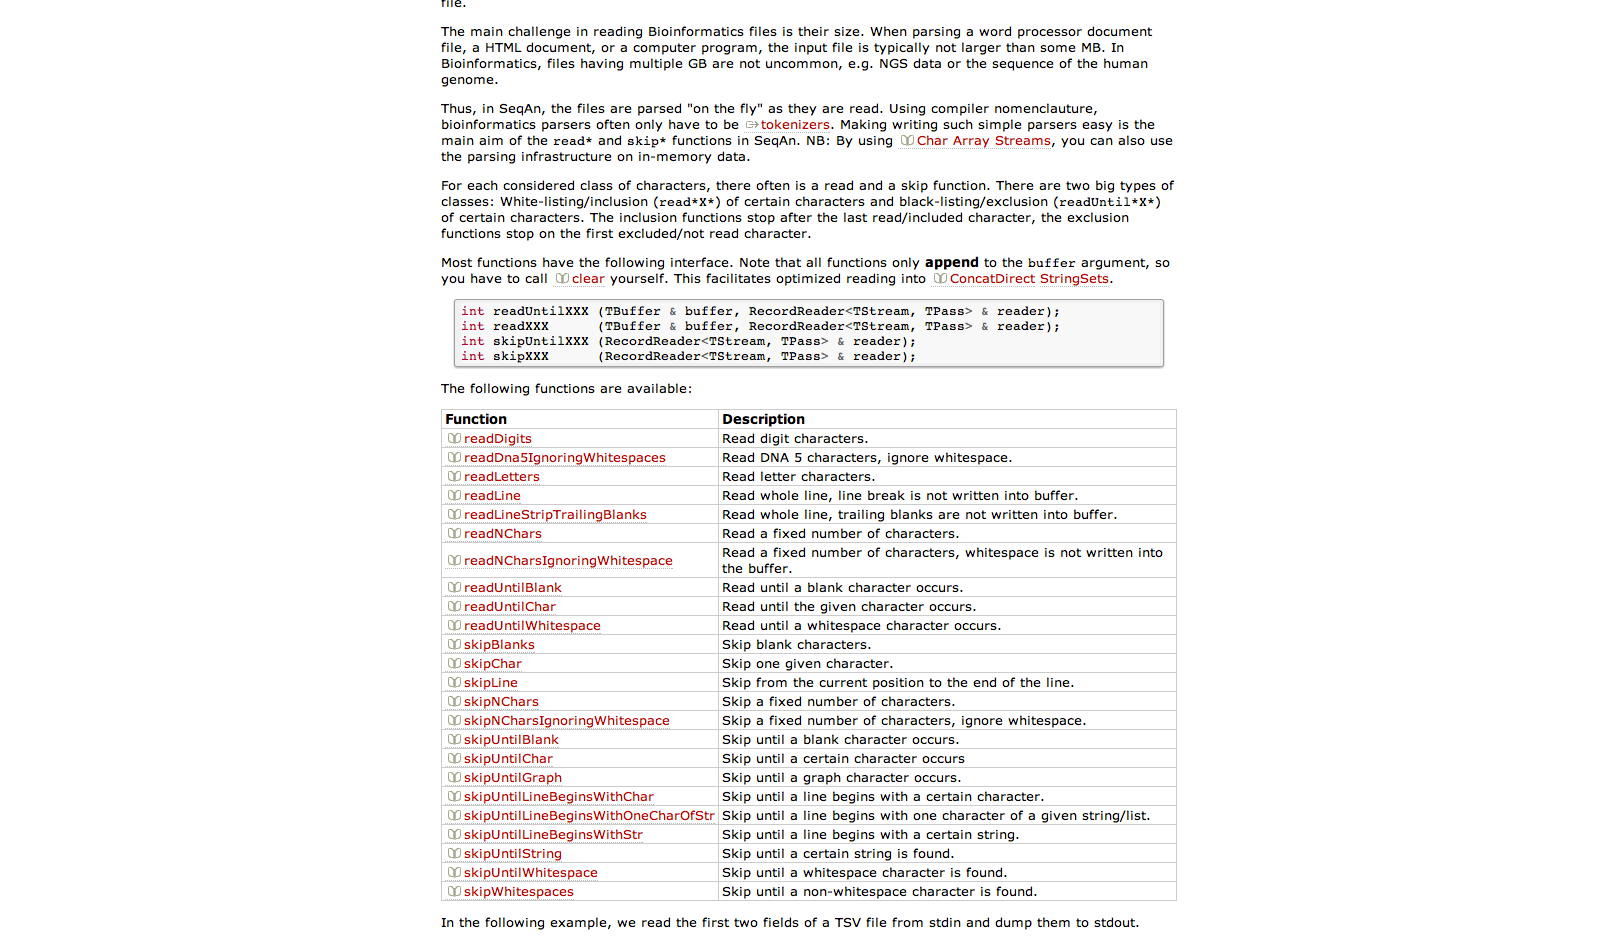 file.
The main challenge in reading Bioinformatics files is their size. When parsing a word processor document
file, a HTML document, or a computer program, the input file is typically not larger than some MB. In
Bioinformatics, files having multiple GB are not uncommon, e.g. NGS data or the sequence of the human
genome.
Thus, in SeqAn, the files are parsed "on the fly" as they are read. Using compiler nomenclauture,
bioinformatics parsers often only have to be tokenizers. Making writing such simple parsers easy is the
main aim of the read* and skip* functions in SeqAn. NB: By using Char Array Streams, you can also use
the parsing infrastructure on in-memory data.
For each considered class of characters, there often is a read and a skip function. There are two big types of
classes: White-listing/inclusion (read*X*) of certain characters and black-listing/exclusion (readUntil*X*)
of certain characters. The inclusion functions stop after the last read/included character, the exclusion
functions stop on the first excluded/not read character.
Most functions have the following interface. Note that all functions only append to the buffer argument, so
you have to call clear yourself. This facilitates optimized reading into ConcatDirect StringSets.
int readUntilXXX (TBuffer & buffer, RecordReader<TStream, TPass> & reader);
int readXXX (TBuffer & buffer, RecordReader<TStream, TPass> & reader);
int skipUntilXXX (RecordReader<TStream, TPass> & reader);
int skipXXX (RecordReader<TStream, TPass> & reader);
The following functions are available:
Function Description
readDigits Read digit characters.
readDna5IgnoringWhitespaces Read DNA 5 characters, ignore whitespace.
readLetters Read letter characters.
readLine Read whole line, line break is not written into buffer.
readLineStripTrailingBlanks Read whole line, trailing blanks are not written into buffer.
readNChars Read a fixed number of characters.
readNCharsIgnoringWhitespace Read a fixed number of characters, whitespace is not written into
the buffer.
readUntilBlank Read until a blank character occurs.
readUntilChar Read until the given character occurs.
readUntilWhitespace Read until a whitespace character occurs.
skipBlanks Skip blank characters.
skipChar Skip one given character.
skipLine Skip from the current position to the end of the line.
skipNChars Skip a fixed number of characters.
skipNCharsIgnoringWhitespace Skip a fixed number of characters, ignore whitespace.
skipUntilBlank Skip until a blank character occurs.
skipUntilChar Skip until a certain character occurs
skipUntilGraph Skip until a graph character occurs.
skipUntilLineBeginsWithChar Skip until a line begins with a certain character.
skipUntilLineBeginsWithOneCharOfStr Skip until a line begins with one character of a given string/list.
skipUntilLineBeginsWithStr Skip until a line begins with a certain string.
skipUntilString Skip until a certain string is found.
skipUntilWhitespace Skip until a whitespace character is found.
skipWhitespaces Skip until a non-whitespace character is found.
In the following example, we read the first two fields of a TSV file from stdin and dump them to stdout.